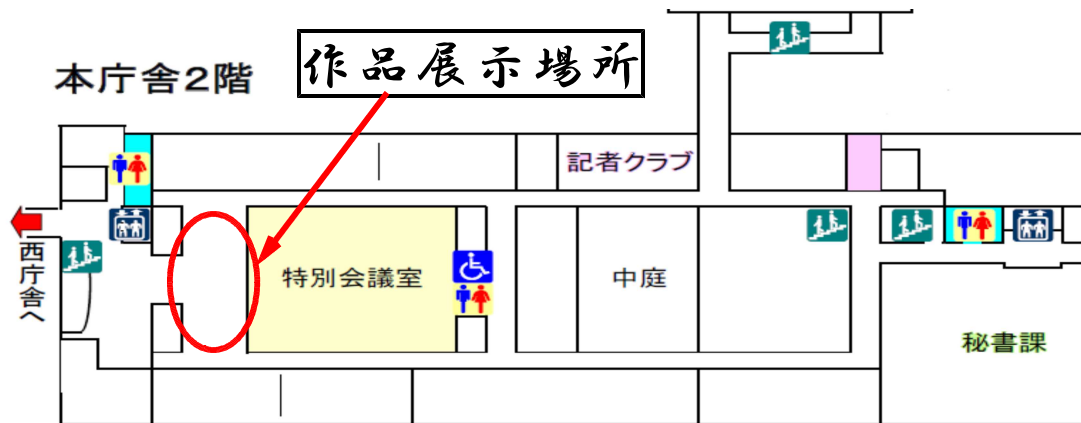 作品展示場所
本庁舎2階
記者クラブ
西庁舎へ
特別会議室
中庭
秘書課